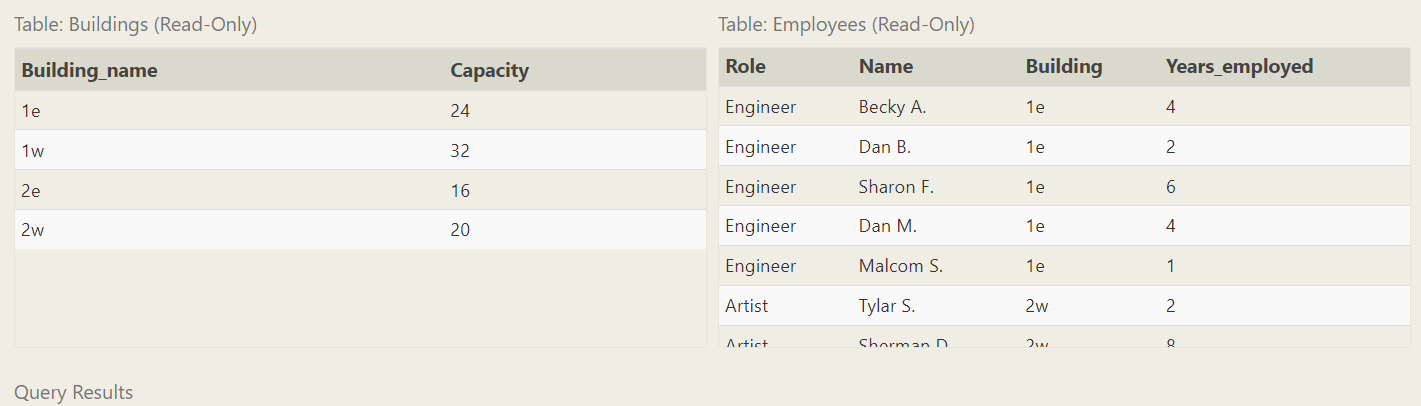 Table: Buildings (Read-Only)
Building_name Capacity
1e 24
1w 32
2e 16
2w 20
Table: Employees (Read-Only)
Role Name Building Years_employed
Engineer Becky A. 1e 4
Engineer Dan B. 1e 2
Engineer Sharon F. 1e 6
Engineer Dan M. 1e 4
Engineer Malcom S. 1e 1
Artist Tylar S. 2w 2
Artist Sherman D. 2w 8
Query Results